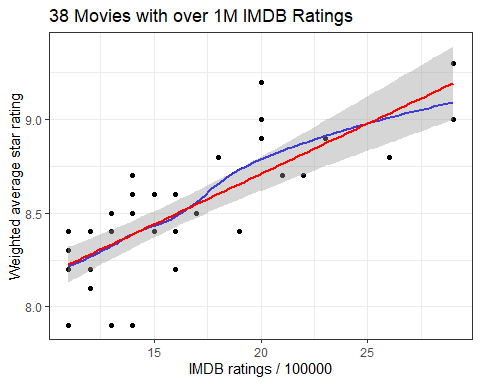 38 Movies with over 1M IMDB Ratings
Weighted average star rating
9.0
8.5
8.0
15 20 25
IMDB ratings / 100000